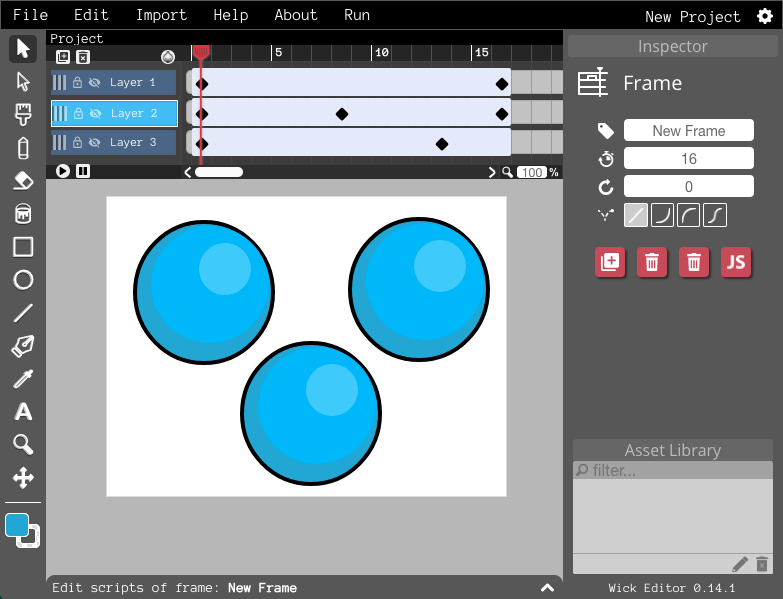 File Edit Import Help About Run New Project
Project
5 10 15
Layer 1
Layer 2
Layer 3
100 %
Inspector
Frame
New Frame
16
0
JS
A
Asset Library
filter...
Edit scripts of frame: New Frame
Wick Editor 0.14.1